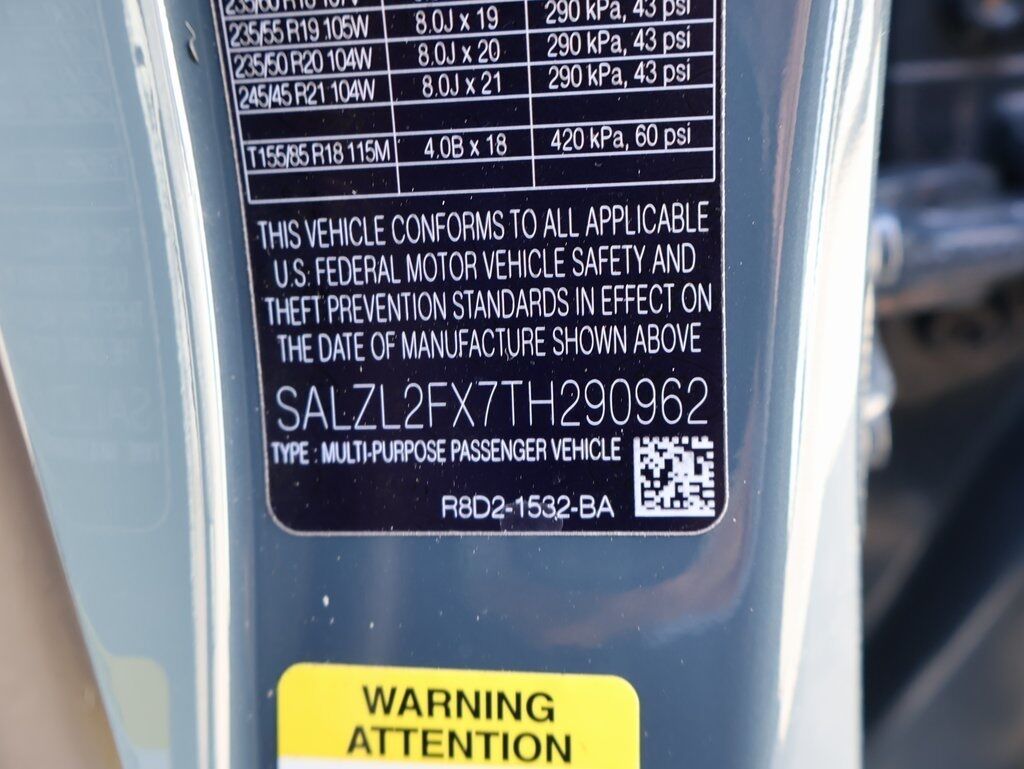 235/60 R18 107V
235/55 R19 105W 8.0J x 19 290 kPa, 43 psi
235/50 R20 104W 8.0J x 20 290 kPa, 43 psi
245/45 R21 104W 8.0J x 21 290 kPa, 43 psi
T155/85 R18 115M 4.0B x 18 420 kPa, 60 psi
THIS VEHICLE CONFORMS TO ALL APPLICABLE
U.S. FEDERAL MOTOR VEHICLE SAFETY AND
THEFT PREVENTION STANDARDS IN EFFECT ON
THE DATE OF MANUFACTURE SHOWN ABOVE
SALZL2FX7TH290962
TYPE : MULTI-PURPOSE PASSENGER VEHICLE
R8D2-1532-BA
WARNING
ATTENTION